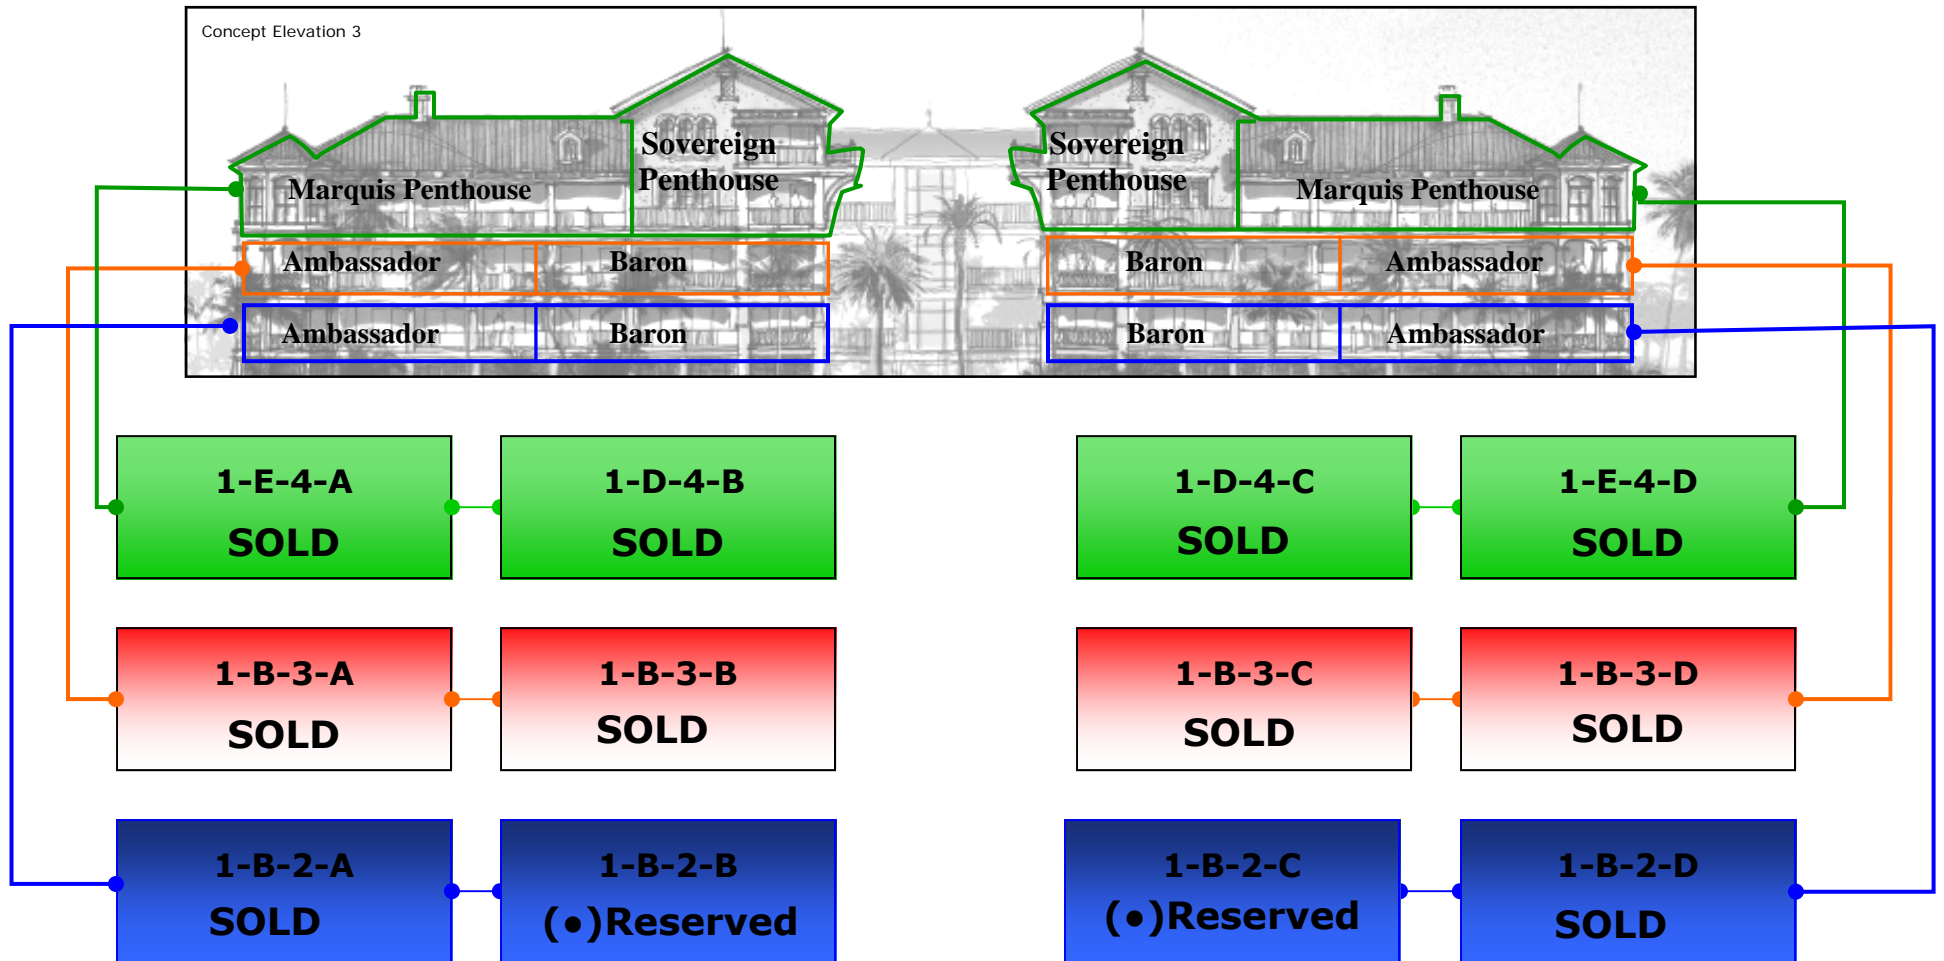 Concept Elevation 3
Sovereign
Penthouse
Marquis Penthouse
Sovereign
Penthouse
Marquis Penthouse
Ambassador
Baron
Baron
Ambassador
Ambassador
Baron
Baron
Ambassador
1-E-4-A
SOLD
1-D-4-B
SOLD
1-D-4-C
SOLD
1-E-4-D
SOLD
1-B-3-A
SOLD
1-B-3-B
SOLD
1-B-3-C
SOLD
1-B-3-D
SOLD
1-B-2-A
SOLD
1-B-2-B
(●)Reserved
1-B-2-C
(●)Reserved
1-B-2-D
SOLD